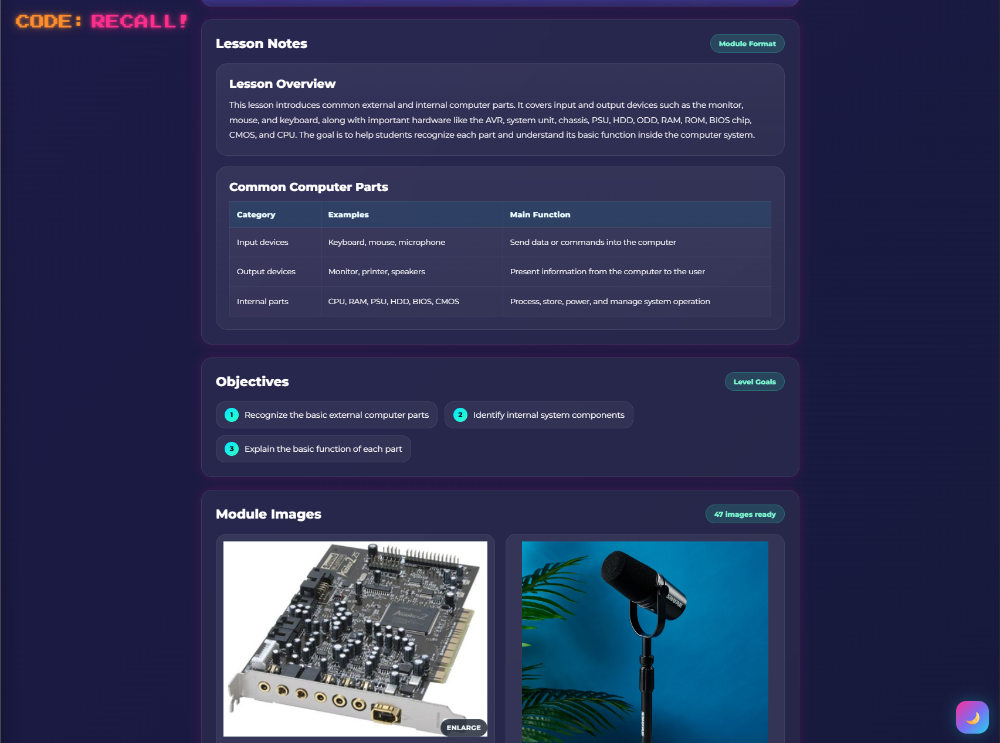 CODE: RECALL!
Lesson Notes
Module Format
Lesson Overview
This lesson introduces common external and internal computer parts. It covers input and output devices such as the monitor,
mouse, and keyboard, along with important hardware like the AVR, system unit, chassis, PSU, HDD, ODD, RAM, ROM, BIOS chip,
CMOS, and CPU. The goal is to help students recognize each part and understand its basic function inside the computer system.
Common Computer Parts
Category Examples Main Function
Input devices Keyboard, mouse, microphone Send data or commands into the computer
Output devices Monitor, printer, speakers Present information from the computer to the user
Internal parts CPU, RAM, PSU, HDD, BIOS, CMOS Process, store, power, and manage system operation
Objectives
Level Goals
1 Recognize the basic external computer parts
2 Identify internal system components
3 Explain the basic function of each part
Module Images
47 images ready
Sound
BLASTER
Audigy 2 ZS
Audigy 2
ENLARGE
SHURE
SHURE